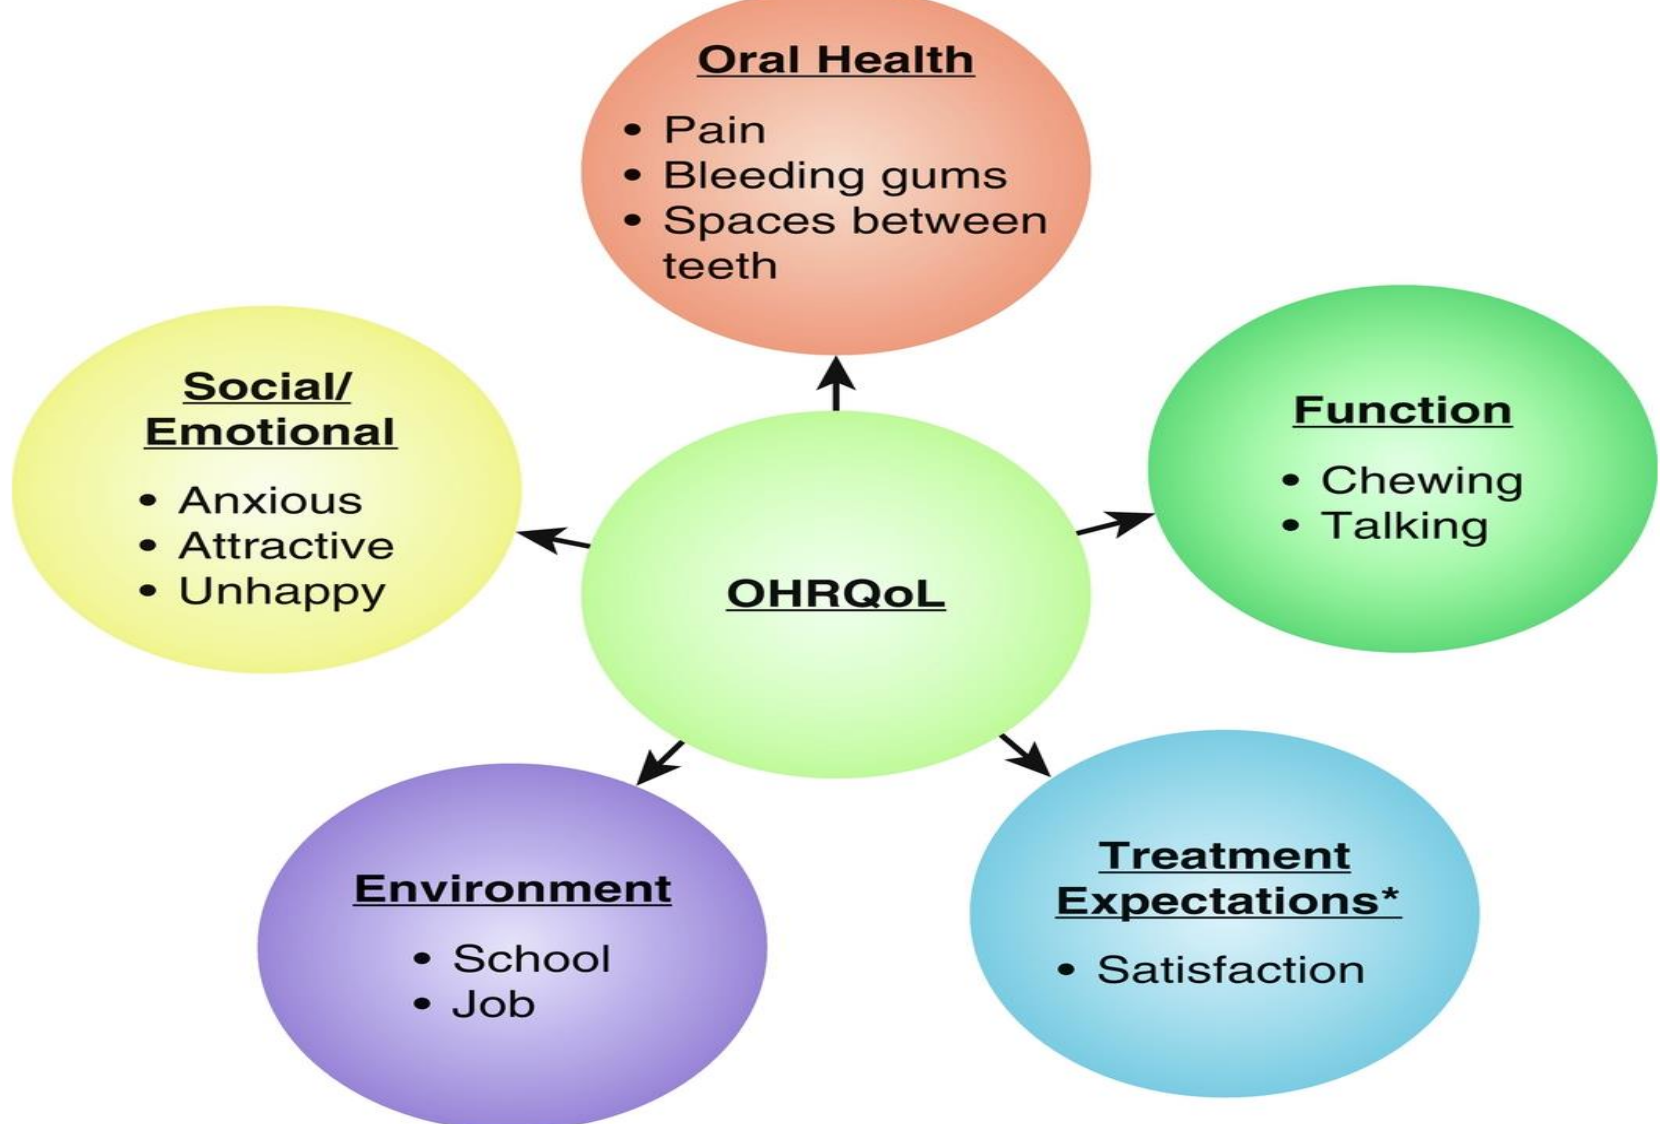 Oral Health
• Pain
• Bleeding gums
• Spaces between
teeth
Social/
Emotional
• Anxious
• Attractive
• Unhappy
Function
• Chewing
• Talking
OHRQoL
Environment
• School
• Job
Treatment
Expectations*
• Satisfaction